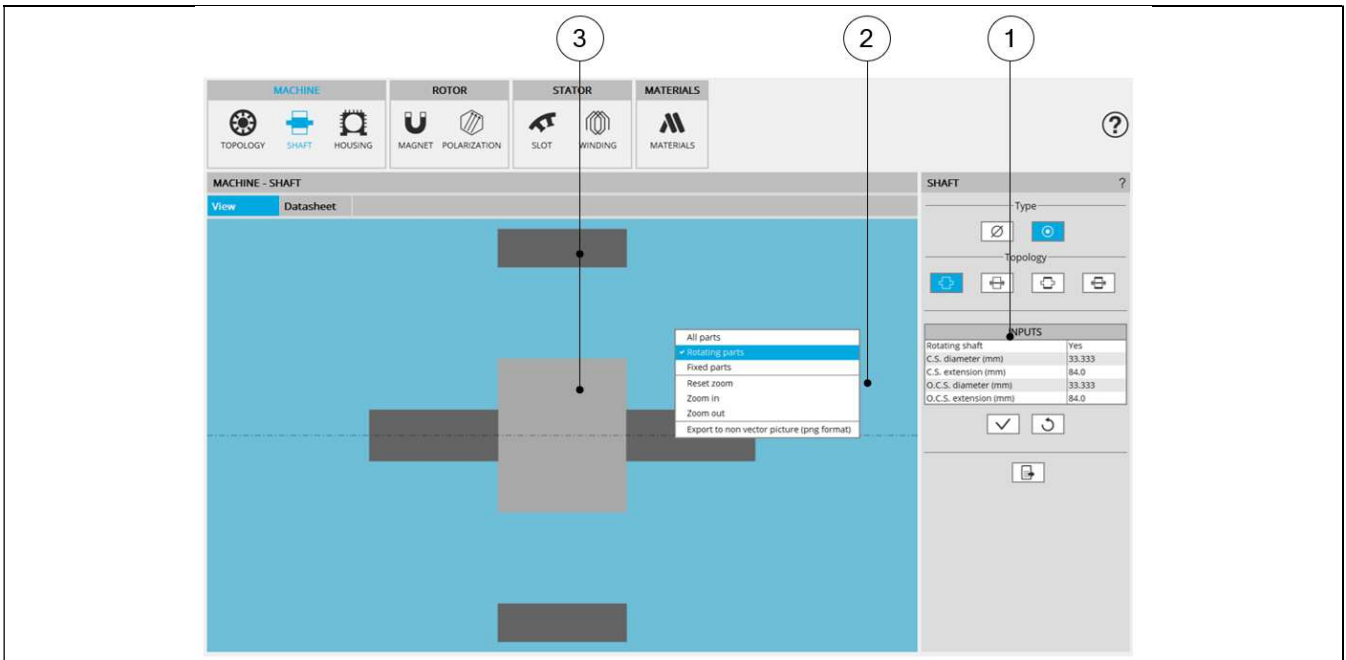 3 2 1
MACHINE ROTOR STATOR MATERIALS
TOPOLOGY SHAFT HOUSING MAGNET POLARIZATION SLOT WINDING MATERIALS
?
MACHINE - SHAFT
View Datasheet
All parts
Rotating parts
Fixed parts
Reset zoom
Zoom in
Zoom out
Export to non vector picture (png format)
SHAFT ?
Type
Topology
INPUTS
Rotating shaft Yes
C.S. diameter (mm) 33.333
C.S. extension (mm) 84.0
O.C.S. diameter (mm) 33.333
O.C.S. extension (mm) 84.0